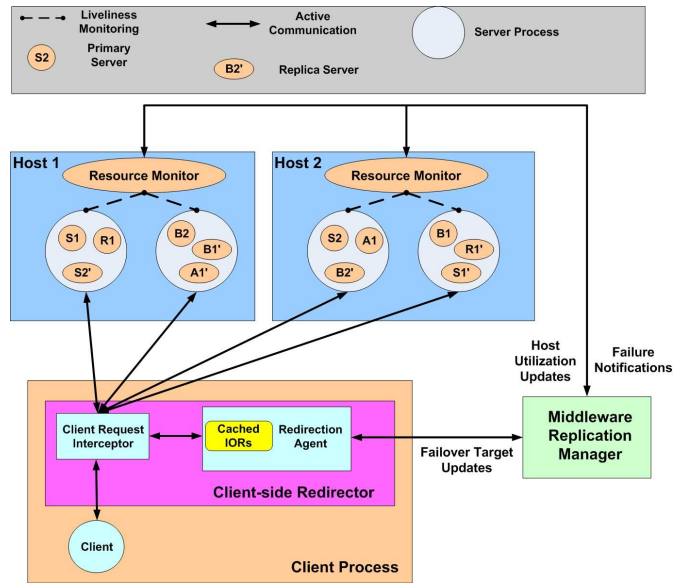 Liveliness
Monitoring
Active
Communication
Server Process
S2
Primary
Server
B2'
Replica Server
Host 1
Resource Monitor
S1
R1
S2'
B2
B1'
A1'
Host 2
Resource Monitor
S2
A1
B2'
B1
R1'
S1'
Host
Utilization
Updates
Failure
Notifications
Client Request
Interceptor
Cached
IORs
Redirection
Agent
Client-side Redirector
Failover Target
Updates
Middleware
Replication
Manager
Client
Client Process